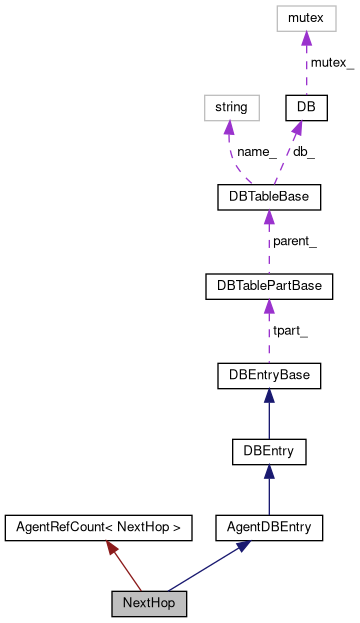 mutex
mutex_
string
DB
name_
db_
DBTableBase
parent_
DBTablePartBase
tpart_
DBEntryBase
DBEntry
AgentRefCount< NextHop >
AgentDBEntry
NextHop